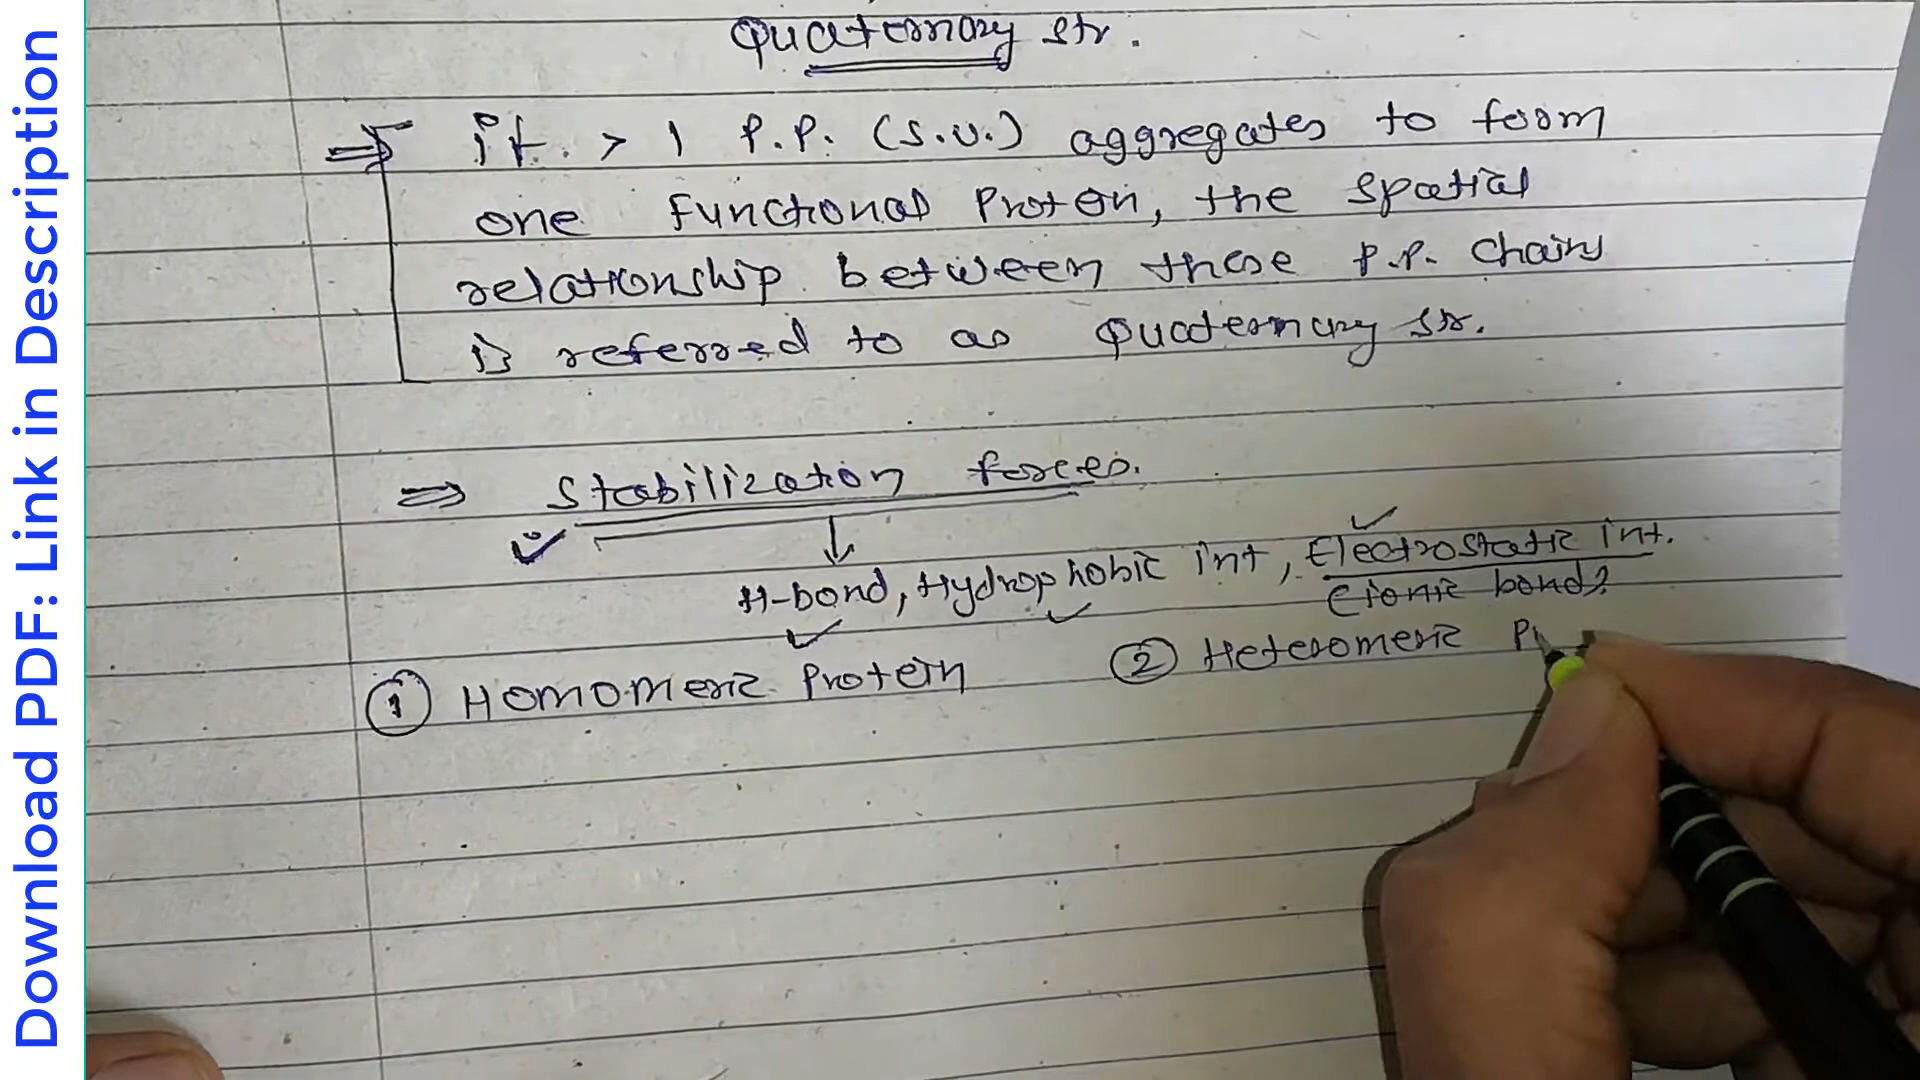 Download PDF: Link in Description
Quaternary str.
⇒ if > 1 P.P. (S.U.) aggregates to form
one functional Protein, the spatial
relationship between these P.P. chains
is referred to as Quaternary str.
⇒ Stabilization forces.
↓
H-bond, Hydrophobic int, Electrostatic int.
(ionic bond)
① Homomeric Protein ② Heteromeric Pr